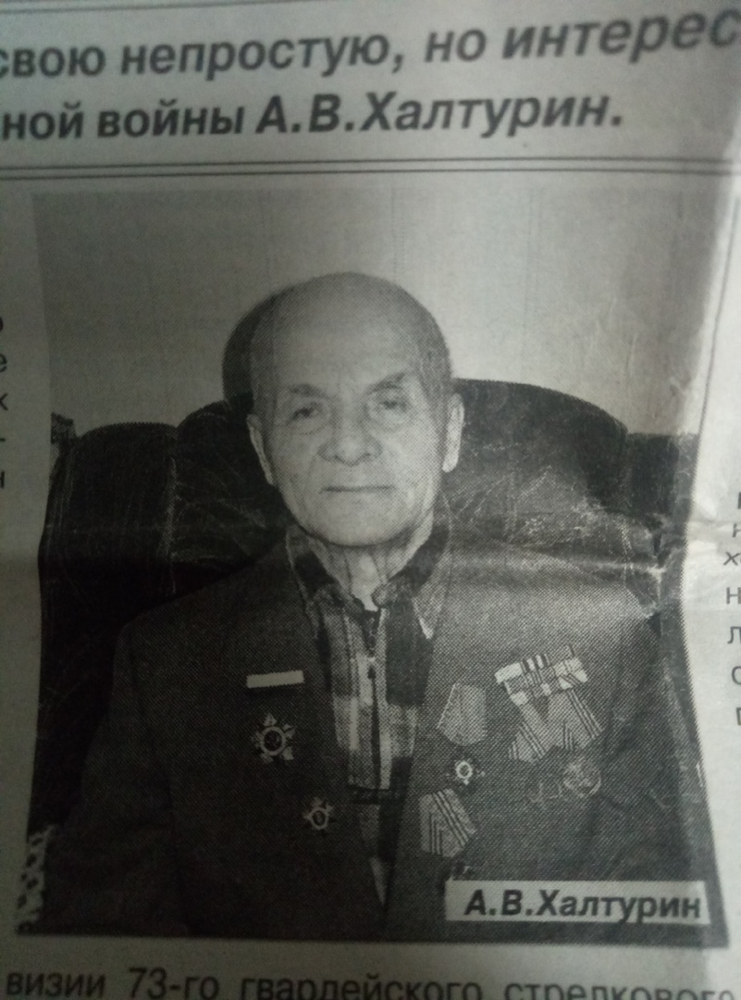 свою непростую, но интерес
ной войны А.В.Халтурин.
е
х
-
н
н
х
н
л
с
А.В.Халтурин
визии 73-го гвардейского стрелкового